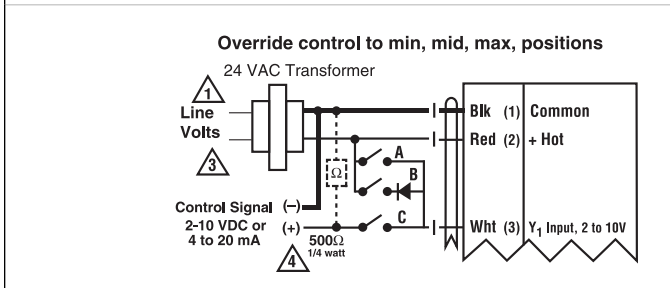 Override control to min, mid, max, positions
24 VAC Transformer
1
Line
Volts
3
Blk (1) Common
Red (2) + Hot
A
Ω
B
Control Signal (–)
2-10 VDC or (+)
4 to 20 mA
4
500Ω
1/4 watt
C
Wht (3) Y1 Input, 2 to 10V